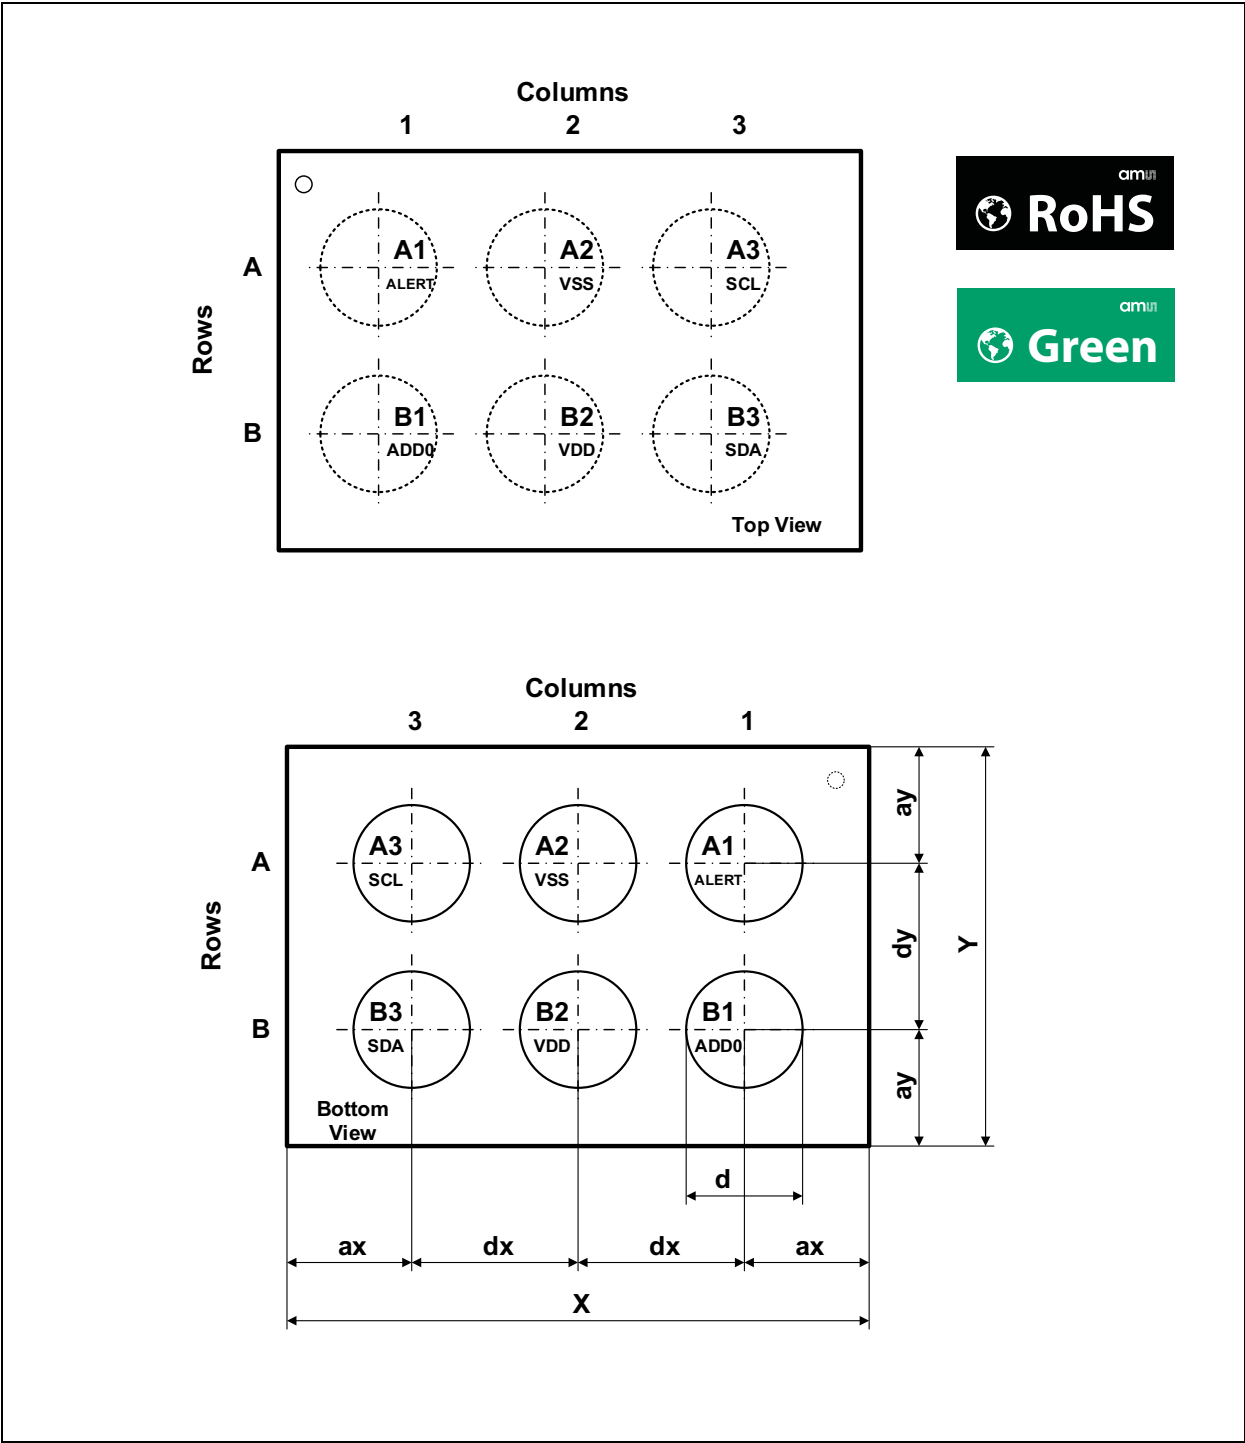 Columns
1 2 3
am
RoHS
A
A1 A2 A3
ALERT VSS SCL
am
Green
Rows
B
B1 B2 B3
ADD0 VDD SDA
Top View
Columns
3 2 1
ay
A
A3 A2 A1
SCL VSS ALERT
Rows
dy
Y
B
B3 B2 B1
SDA VDD ADD0
ay
Bottom
View
d
ax dx dx ax
X